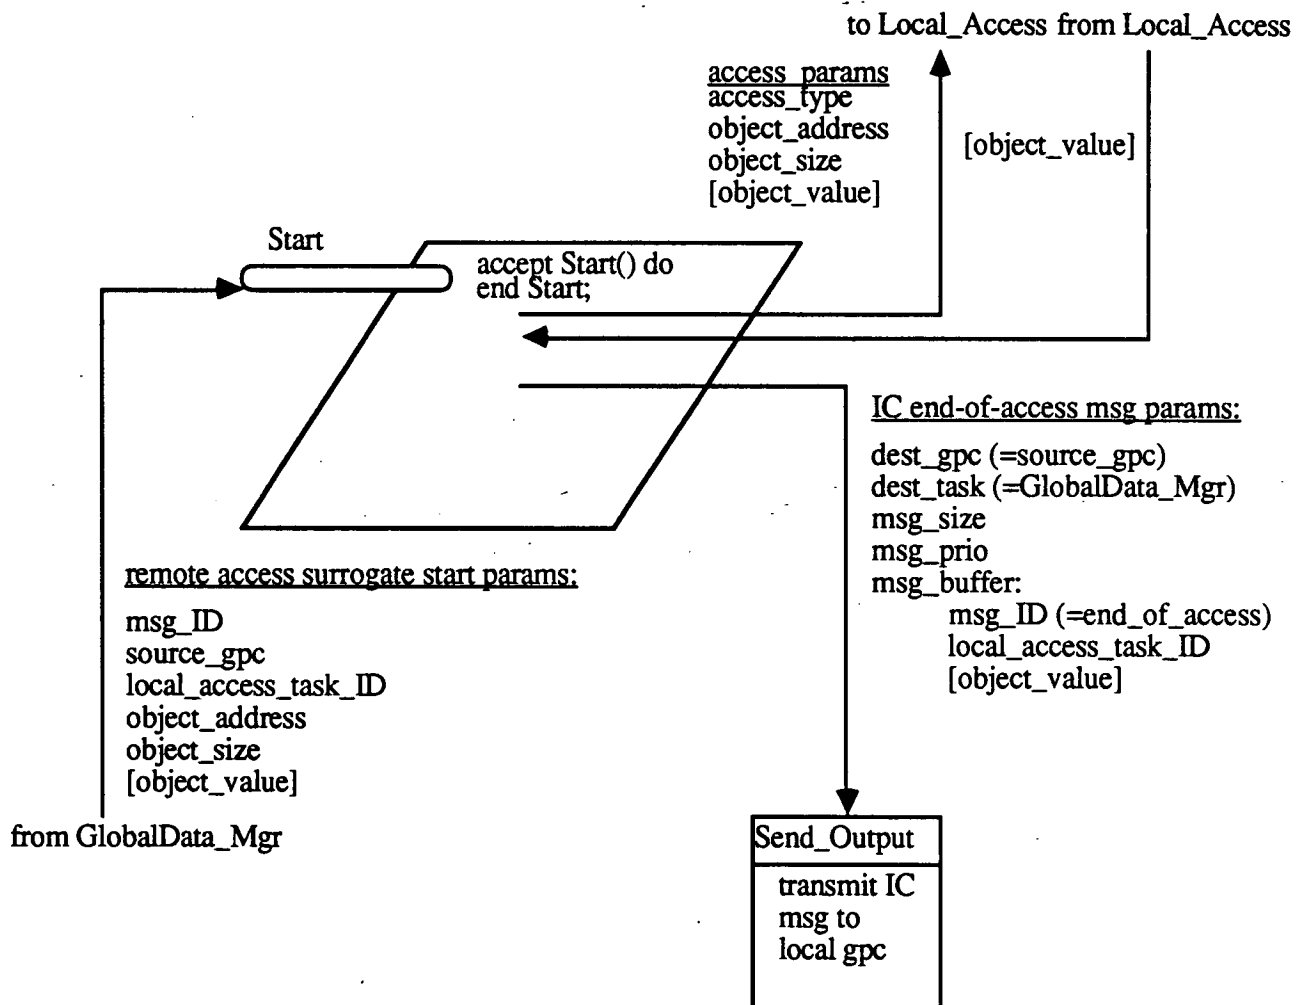 to Local_Access from Local_Access
access_params
access_type
object_address
object_size
[object_value]
[object_value]
Start
accept Start() do
end Start;
IC end-of-access msg params:
dest_gpc (=source_gpc)
dest_task (=GlobalData_Mgr)
msg_size
msg_prio
msg_buffer:
msg_ID (=end_of_access)
local_access_task_ID
[object_value]
remote access surrogate start params:
msg_ID
source_gpc
local_access_task_ID
object_address
object_size
[object_value]
from GlobalData_Mgr
Send_Output
transmit IC
msg to
local gpc